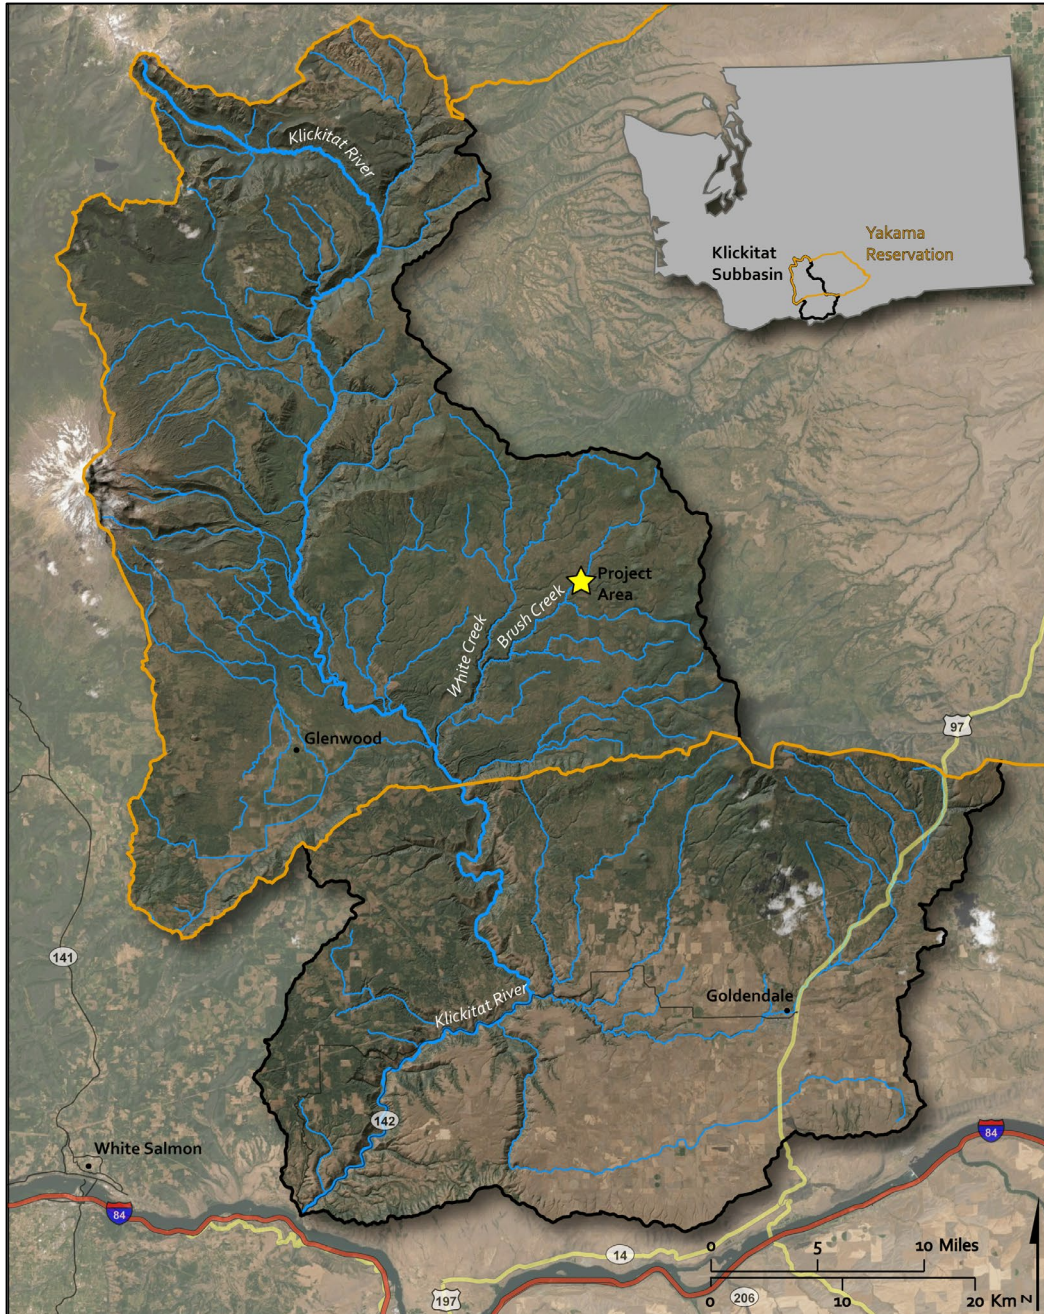 Klickitat River
Yakama
Reservation
Klickitat
Subbasin
Project
Area
Brush Creek
White Creek
Glenwood
97
141
Goldendale
Klickitat River
142
White Salmon
84
84
14
197
206
0 5 10 Miles
0 10 20 Km
N